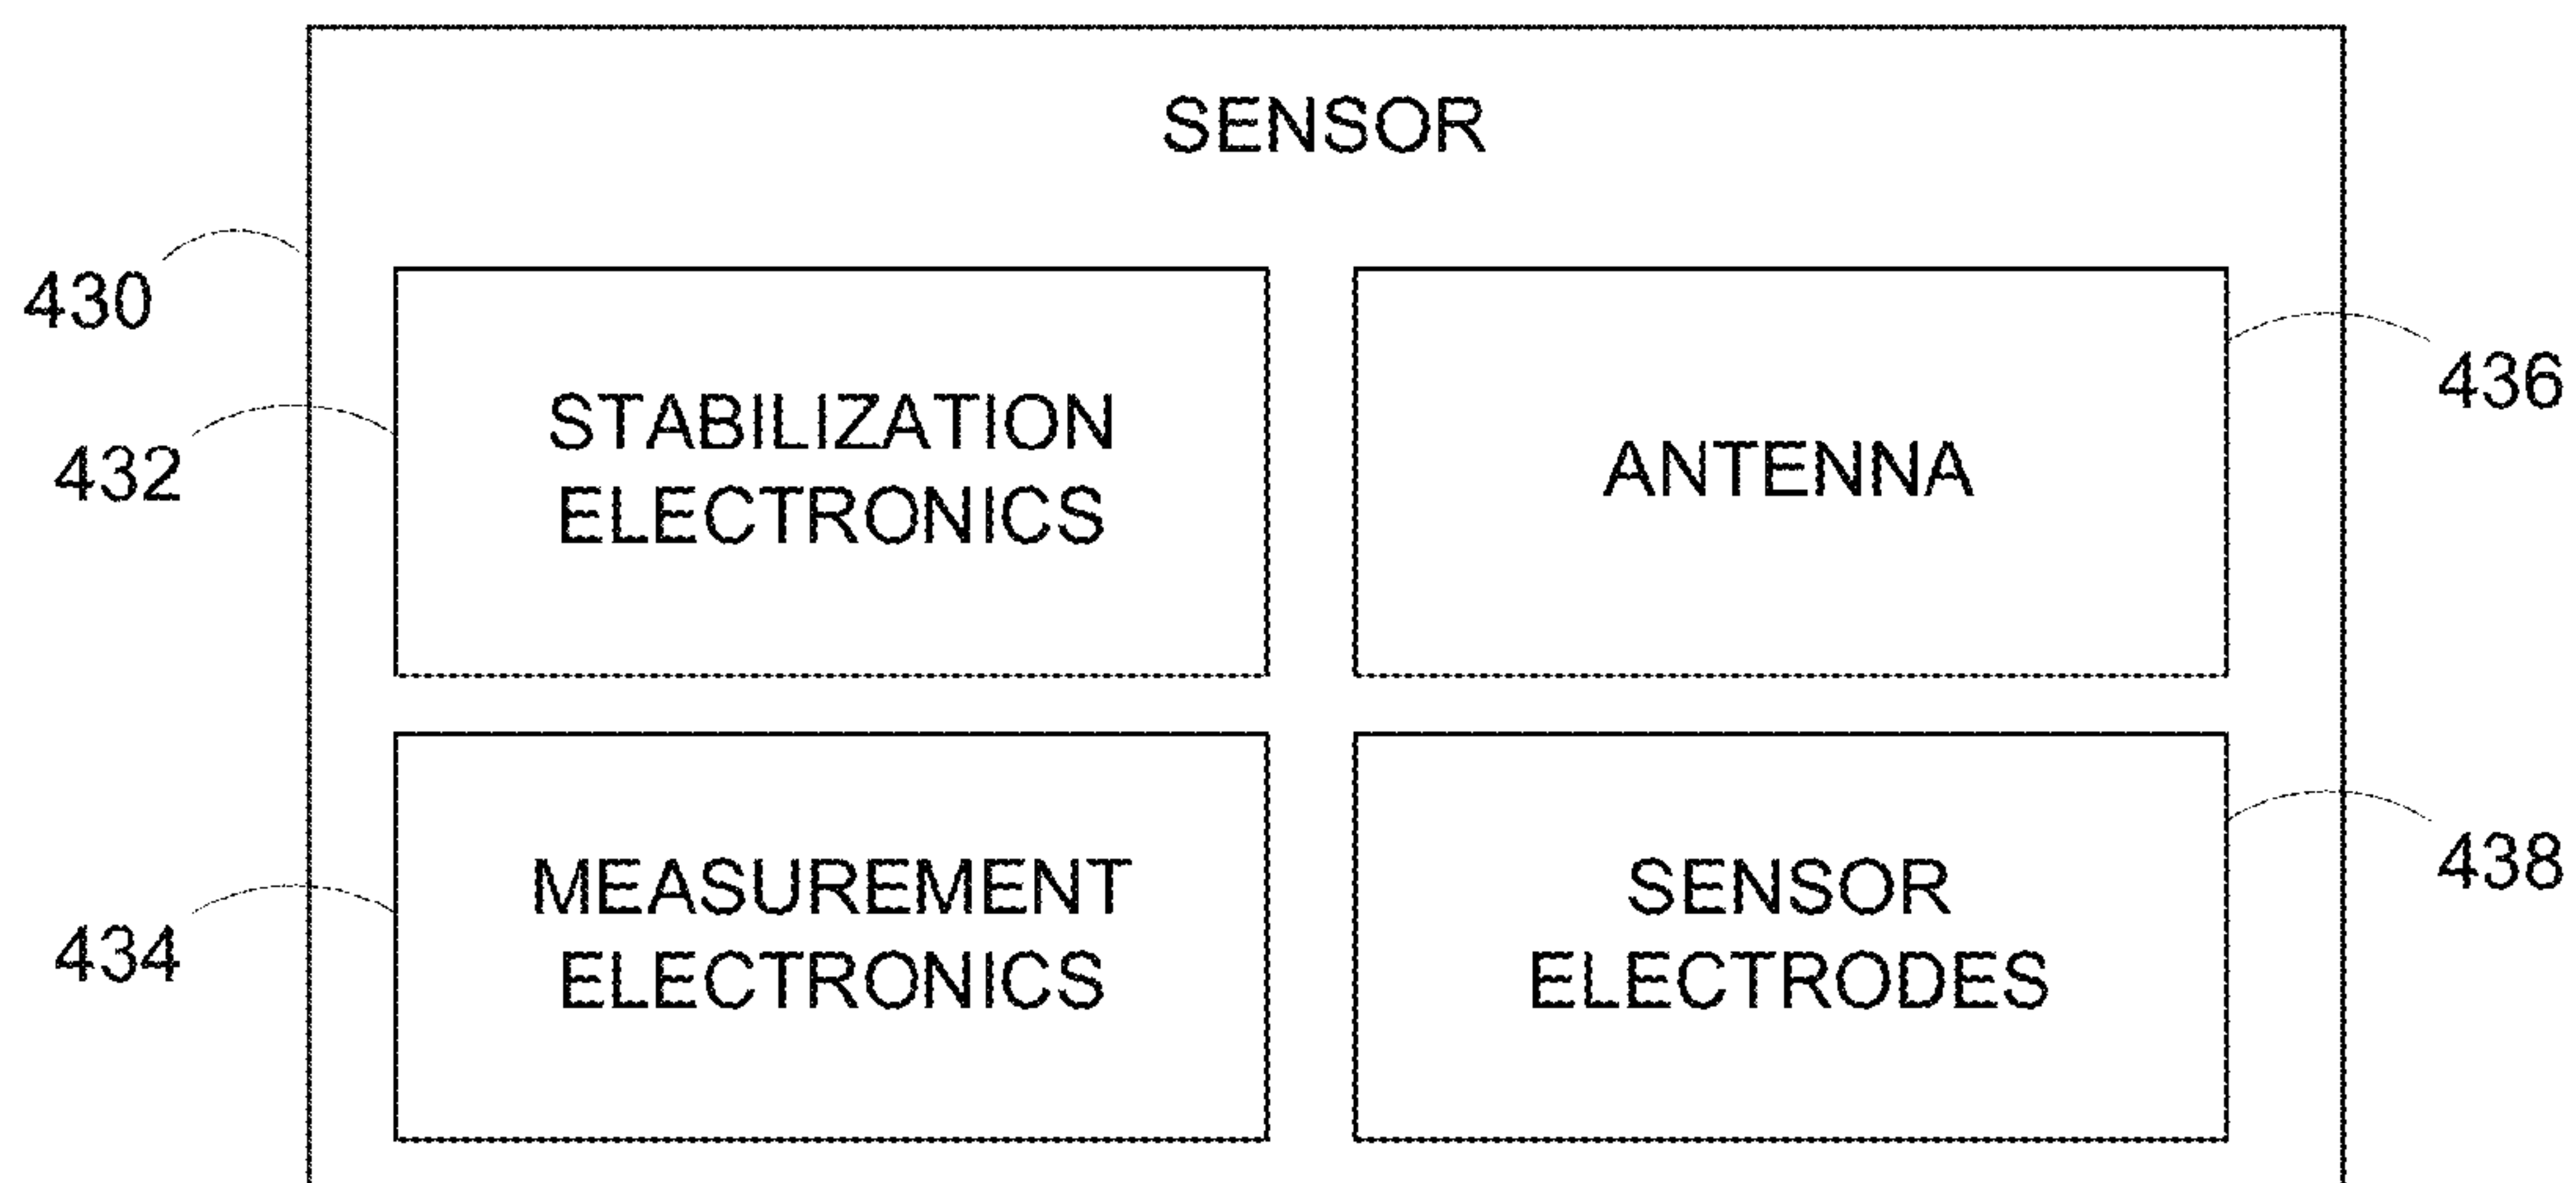 SENSOR
430
STABILIZATION
ELECTRONICS
432
ANTENNA
436
MEASUREMENT
ELECTRONICS
434
SENSOR
ELECTRODES
438